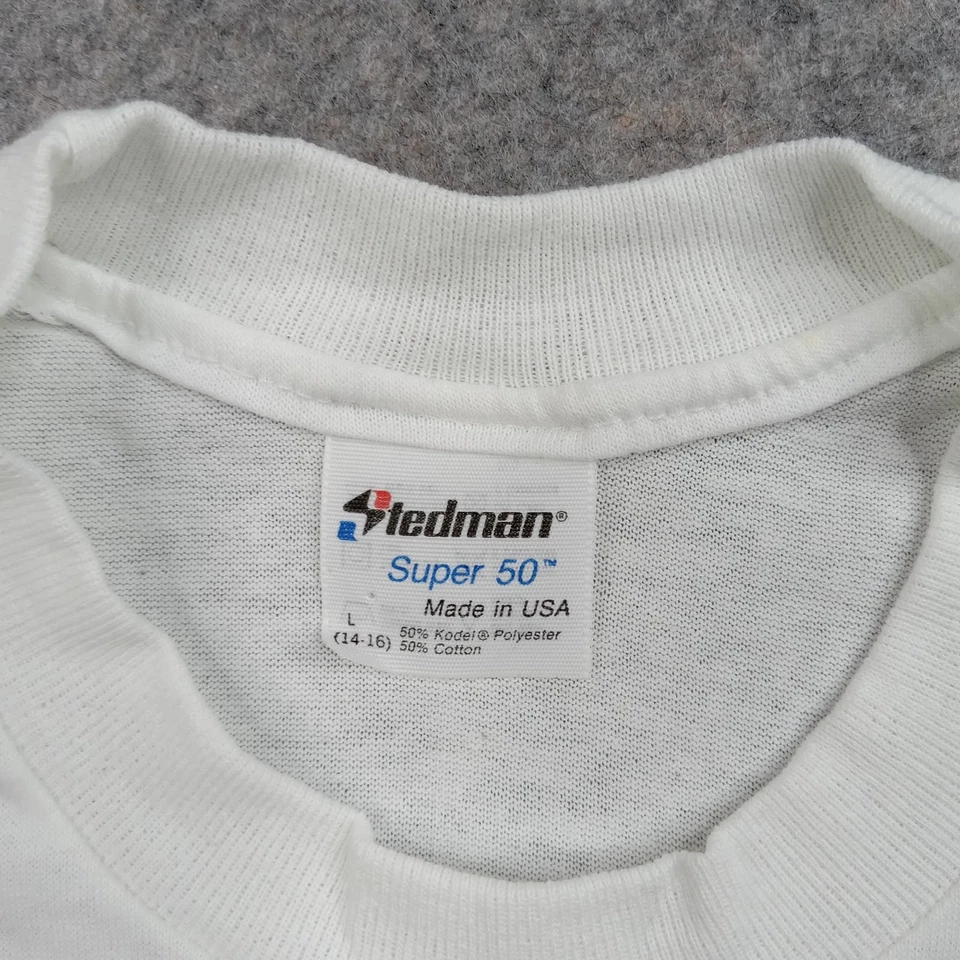 Stedman®
Super 50™
Made in USA
L
(14-16)
50% Kodel® Polyester
50% Cotton